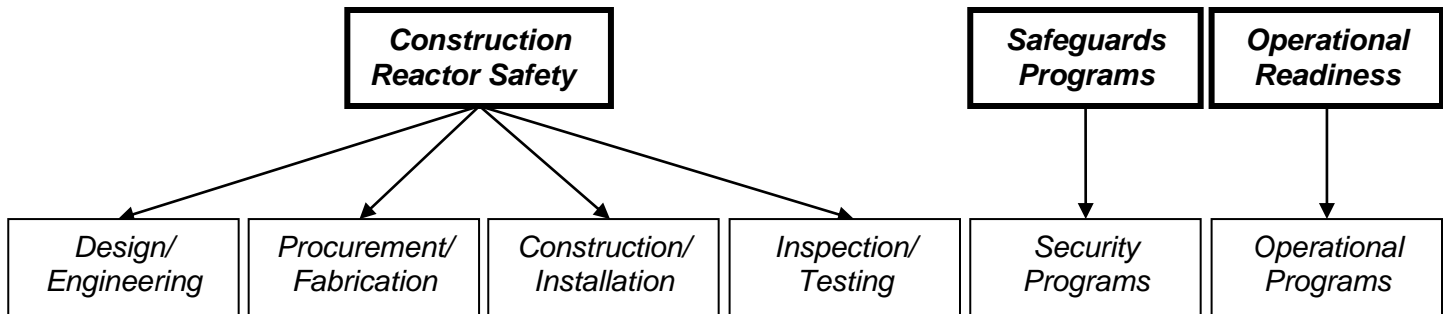 Construction
Reactor Safety
Safeguards
Programs
Operational
Readiness
Design/
Engineering
Procurement/
Fabrication
Construction/
Installation
Inspection/
Testing
Security
Programs
Operational
Programs